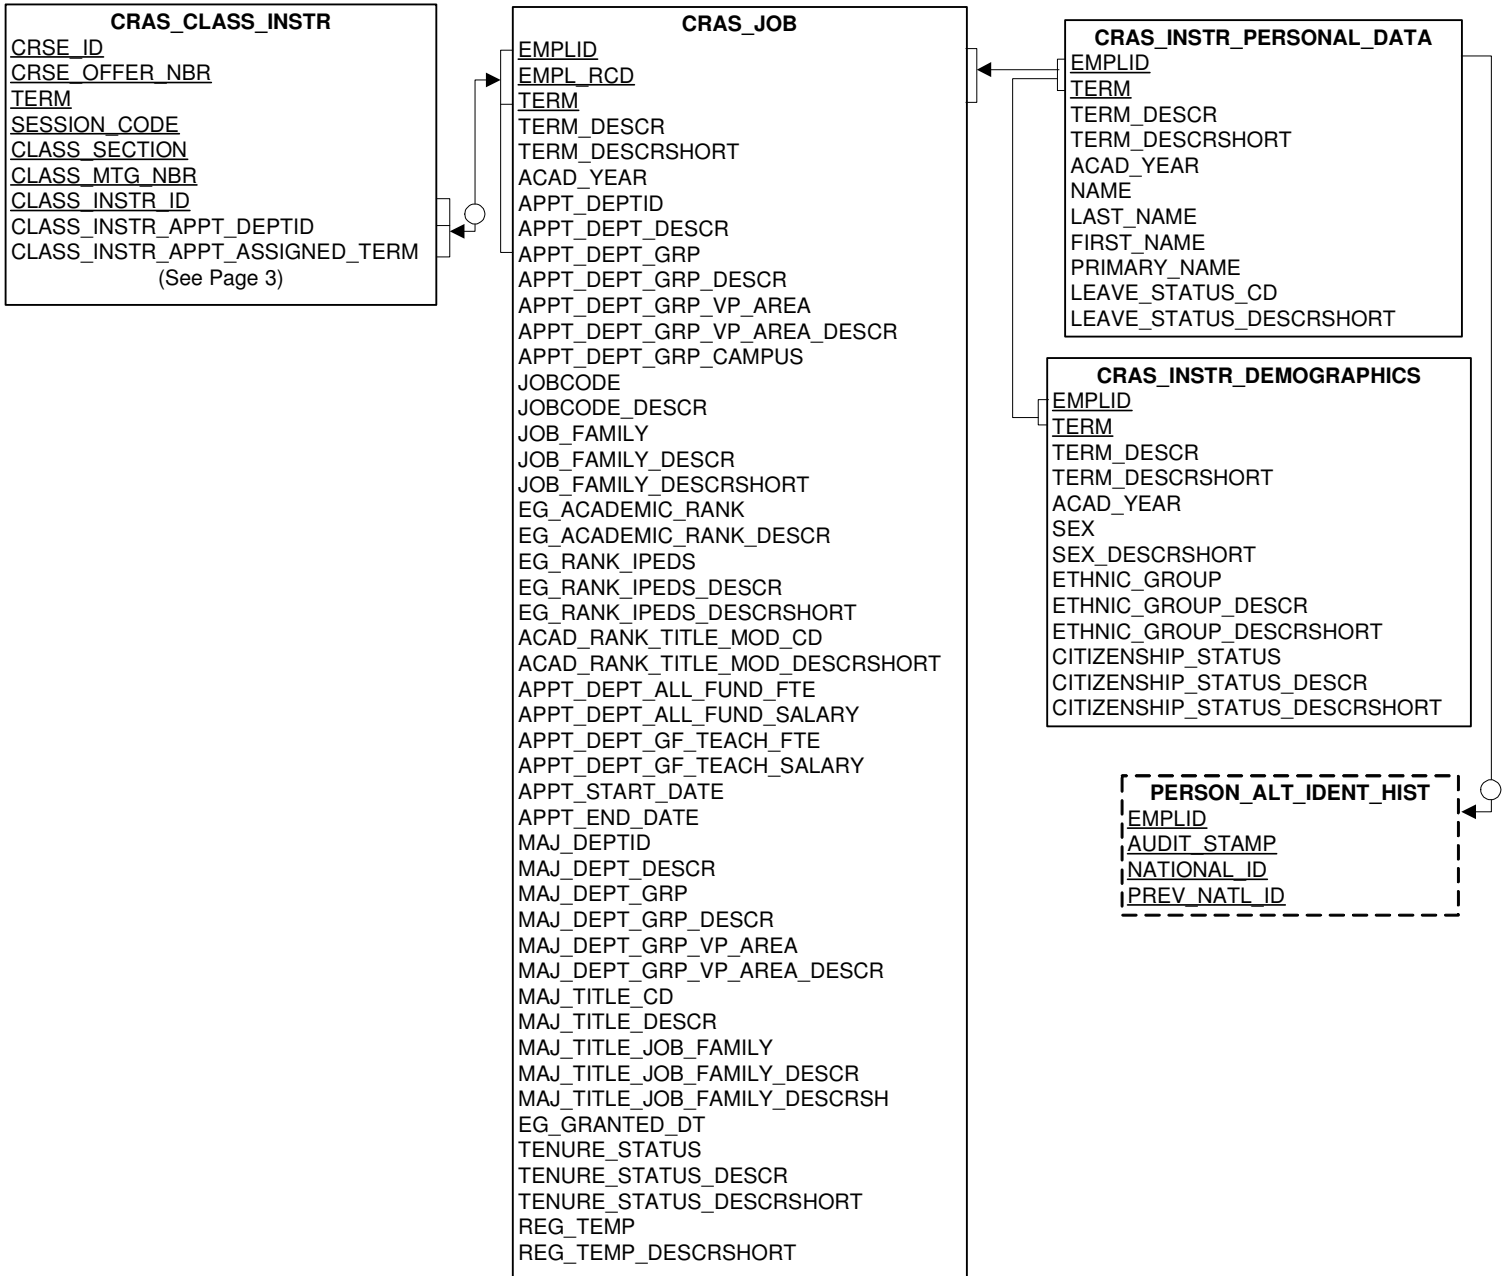 CRAS_CLASS_INSTR
CRSE_ID
CRSE_OFFER_NBR
TERM
SESSION_CODE
CLASS_SECTION
CLASS_MTG_NBR
CLASS_INSTR_ID
CLASS_INSTR_APPT_DEPTID
CLASS_INSTR_APPT_ASSIGNED_TERM
(See Page 3)
CRAS_JOB
EMPLID
EMPL_RCD
TERM
TERM_DESCR
TERM_DESCRSHORT
ACAD_YEAR
APPT_DEPTID
APPT_DEPT_DESCR
APPT_DEPT_GRP
APPT_DEPT_GRP_DESCR
APPT_DEPT_GRP_VP_AREA
APPT_DEPT_GRP_VP_AREA_DESCR
APPT_DEPT_GRP_CAMPUS
JOBCODE
JOBCODE_DESCR
JOB_FAMILY
JOB_FAMILY_DESCR
JOB_FAMILY_DESCRSHORT
EG_ACADEMIC_RANK
EG_ACADEMIC_RANK_DESCR
EG_RANK_IPEDS
EG_RANK_IPEDS_DESCR
EG_RANK_IPEDS_DESCRSHORT
ACAD_RANK_TITLE_MOD_CD
ACAD_RANK_TITLE_MOD_DESCRSHORT
APPT_DEPT_ALL_FUND_FTE
APPT_DEPT_ALL_FUND_SALARY
APPT_DEPT_GF_TEACH_FTE
APPT_DEPT_GF_TEACH_SALARY
APPT_START_DATE
APPT_END_DATE
MAJ_DEPTID
MAJ_DEPT_DESCR
MAJ_DEPT_GRP
MAJ_DEPT_GRP_DESCR
MAJ_DEPT_GRP_VP_AREA
MAJ_DEPT_GRP_VP_AREA_DESCR
MAJ_TITLE_CD
MAJ_TITLE_DESCR
MAJ_TITLE_JOB_FAMILY
MAJ_TITLE_JOB_FAMILY_DESCR
MAJ_TITLE_JOB_FAMILY_DESCRSH
EG_GRANTED_DT
TENURE_STATUS
TENURE_STATUS_DESCR
TENURE_STATUS_DESCRSHORT
REG_TEMP
REG_TEMP_DESCRSHORT
CRAS_INSTR_PERSONAL_DATA
EMPLID
TERM
TERM_DESCR
TERM_DESCRSHORT
ACAD_YEAR
NAME
LAST_NAME
FIRST_NAME
PRIMARY_NAME
LEAVE_STATUS_CD
LEAVE_STATUS_DESCRSHORT
CRAS_INSTR_DEMOGRAPHICS
EMPLID
TERM
TERM_DESCR
TERM_DESCRSHORT
ACAD_YEAR
SEX
SEX_DESCRSHORT
ETHNIC_GROUP
ETHNIC_GROUP_DESCR
ETHNIC_GROUP_DESCRSHORT
CITIZENSHIP_STATUS
CITIZENSHIP_STATUS_DESCR
CITIZENSHIP_STATUS_DESCRSHORT
PERSON_ALT_IDENT_HIST
EMPLID
AUDIT_STAMP
NATIONAL_ID
PREV_NATL_ID